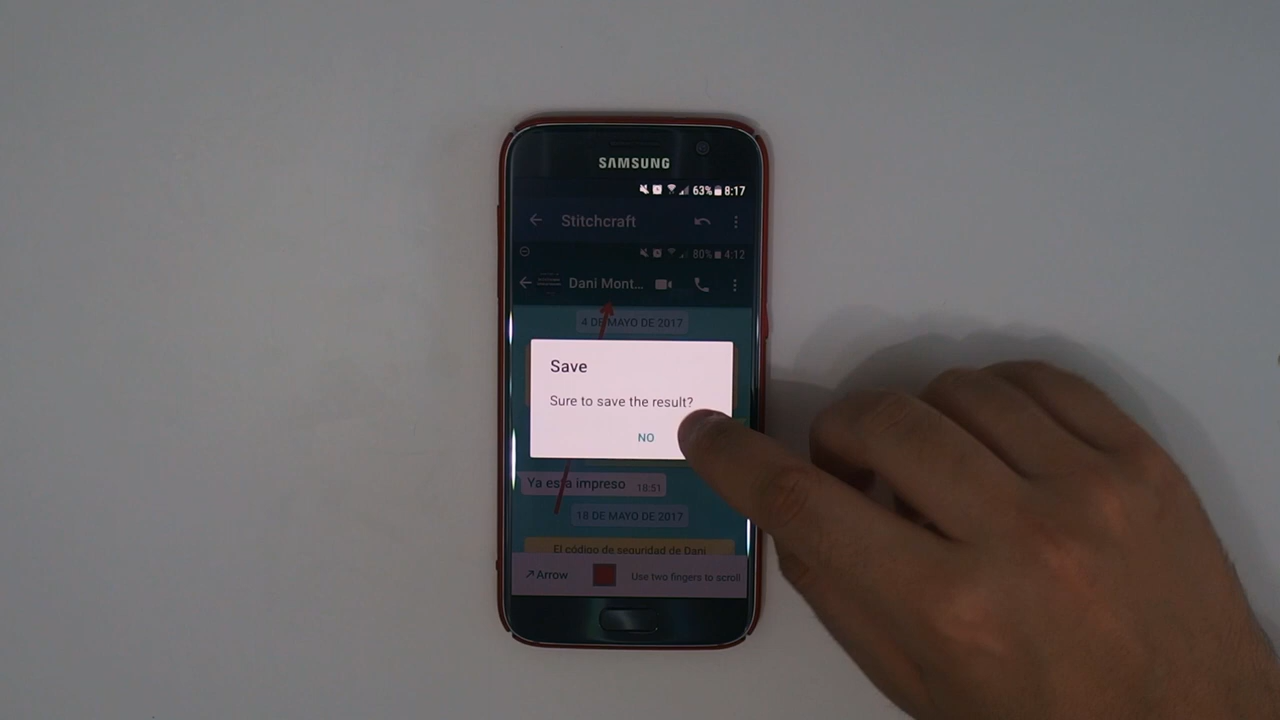 SAMSUNG
63% 8:17
Stitchcraft
80% 4:12
Dani Mont...
4 DE MAYO DE 2017
Save
Sure to save the result?
NO
Ya está impreso 18:51
18 DE MAYO DE 2017
El código de seguridad de Dani
Arrow Use two fingers to scroll